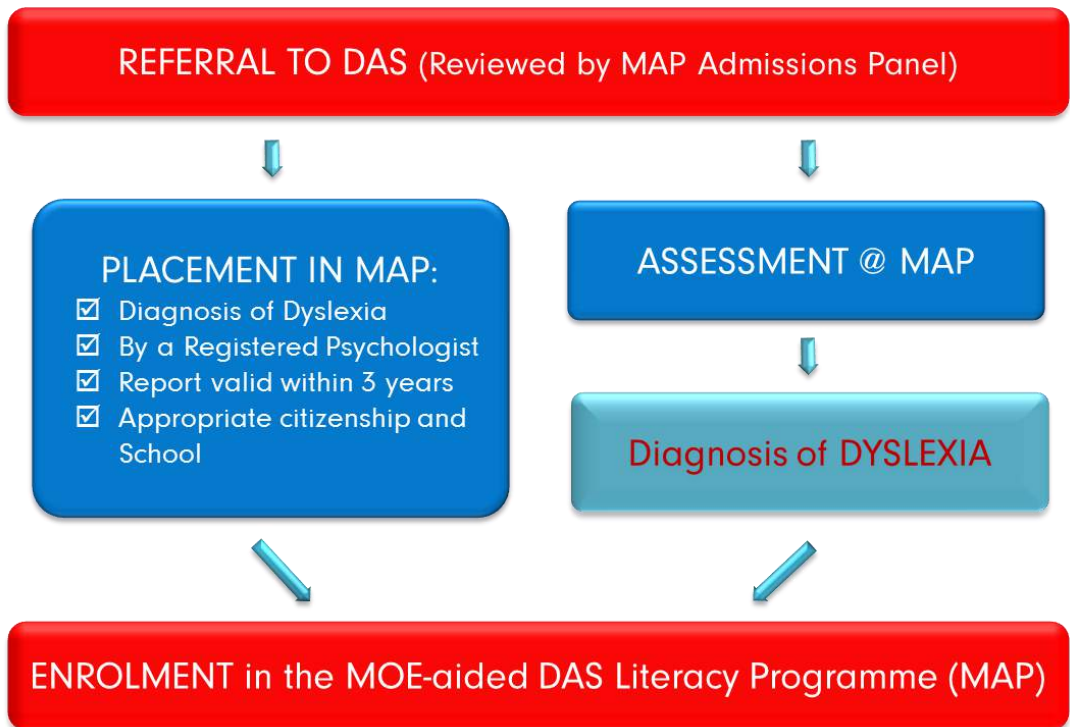 REFERRAL TO DAS (Reviewed by MAP Admissions Panel)
PLACEMENT IN MAP:
☑ Diagnosis of Dyslexia
☑ By a Registered Psychologist
☑ Report valid within 3 years
☑ Appropriate citizenship and
School
ASSESSMENT @ MAP
Diagnosis of DYSLEXIA
ENROLMENT in the MOE-aided DAS Literacy Programme (MAP)